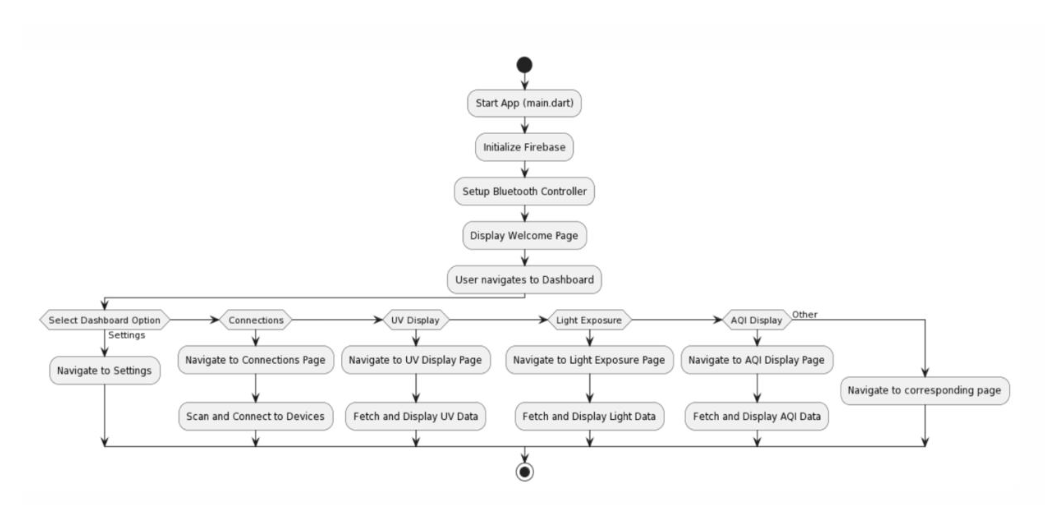 Start App (main.dart)
Initialize Firebase
Setup Bluetooth Controller
Display Welcome Page
User navigates to Dashboard
Select Dashboard Option
Settings
Connections
UV Display
Light Exposure
AQI Display
Other
Navigate to Settings
Navigate to Connections Page
Navigate to UV Display Page
Navigate to Light Exposure Page
Navigate to AQI Display Page
Navigate to corresponding page
Scan and Connect to Devices
Fetch and Display UV Data
Fetch and Display Light Data
Fetch and Display AQI Data